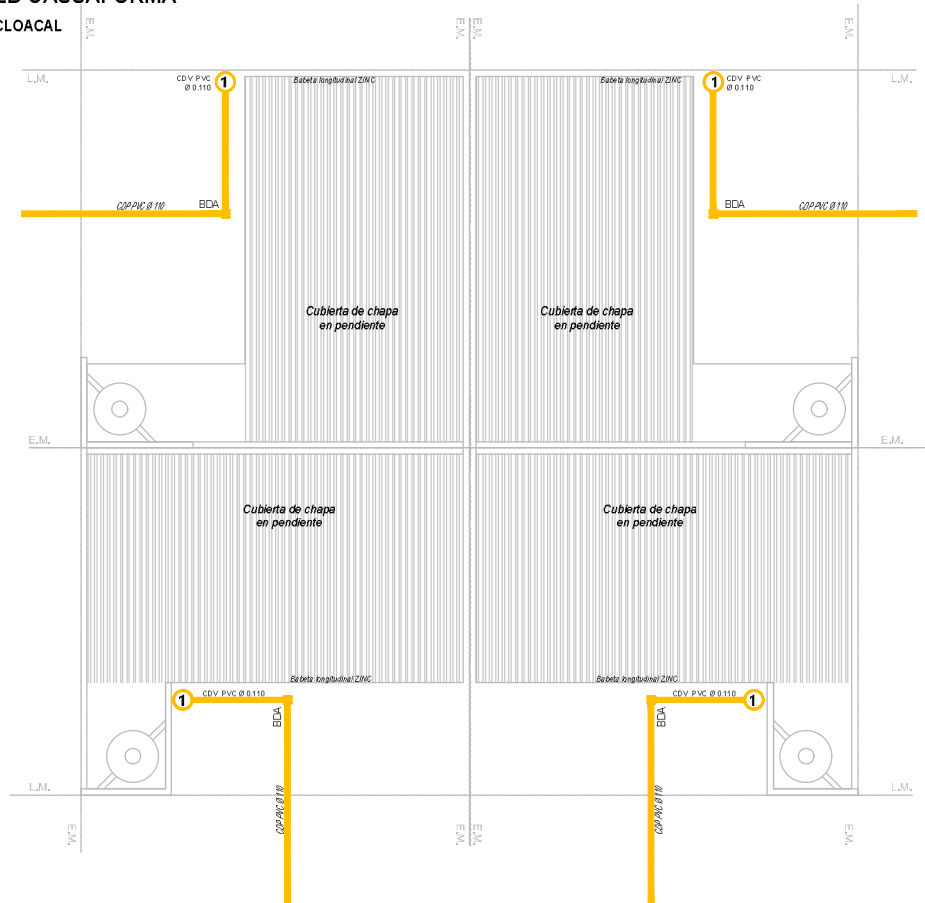 CASSAFORMA
CLOACAL
E.M.
E.M.
E.M.
E.M.
L.M.
CDV PVC
Ø 0.110
1
Babeta longitudinal ZINC
Babeta longitudinal ZINC
1
CDV PVC
Ø 0.110
L.M.
CDP PVC Ø 110
BDA
BDA
CDP PVC Ø 110
Cubierta de chapa
en pendiente
Cubierta de chapa
en pendiente
E.M.
E.M.
Cubierta de chapa
en pendiente
Cubierta de chapa
en pendiente
Babeta longitudinal ZINC
Babeta longitudinal ZINC
1
CDV PVC Ø 0.110
CDV PVC Ø 0.110
1
BDA
BDA
L.M.
CDP PVC Ø 110
CDP PVC Ø 110
L.M.
E.M.
E.M.
E.M.
E.M.